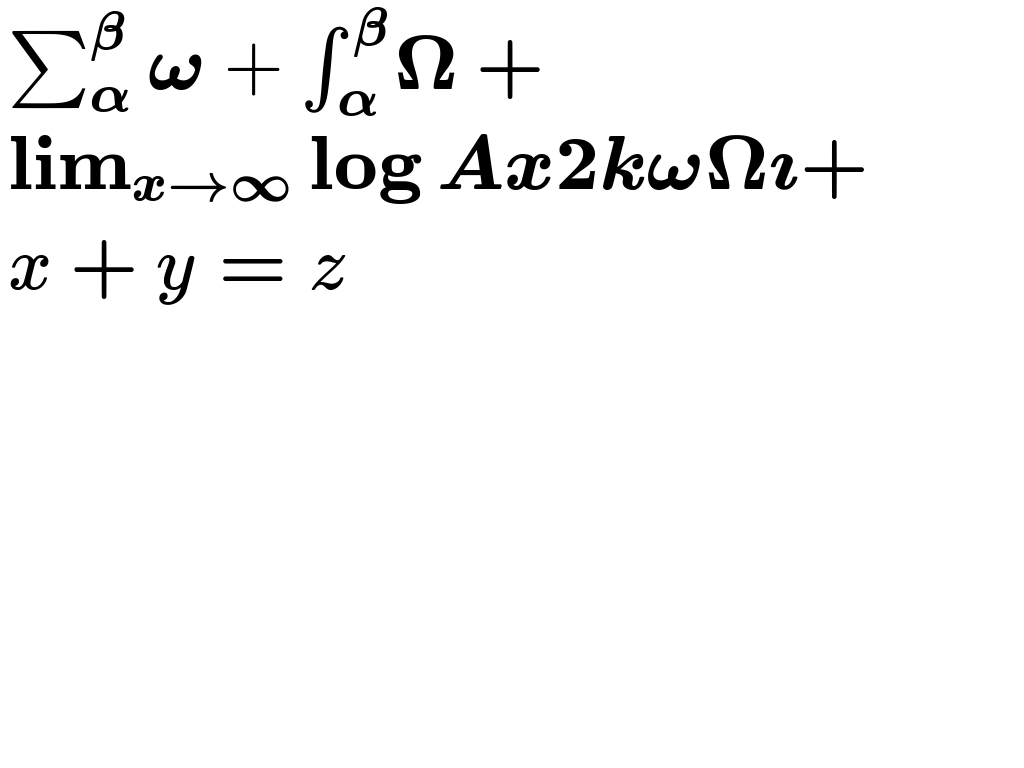 ∑_α^β ω + ∫_α^β Ω +
lim_{x→∞} log Ax2kωΩı+
x + y = z